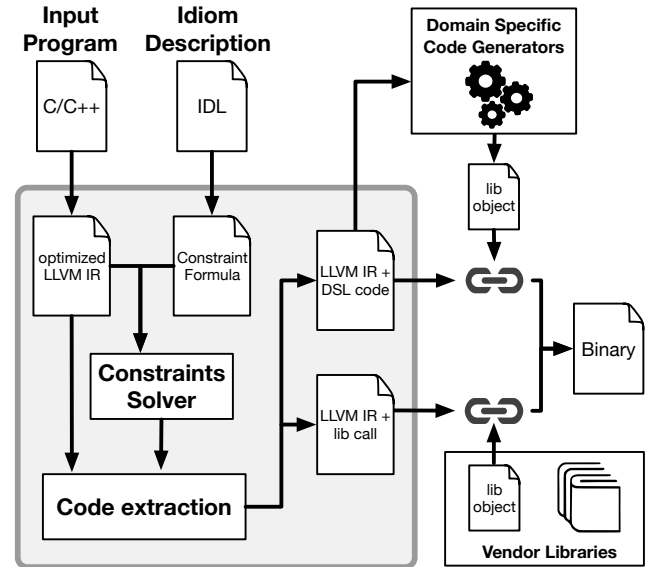 Input
Program
Idiom
Description
Domain Specific
Code Generators
C/C++
IDL
lib
object
optimized
LLVM IR
Constraint
Formula
LLVM IR +
DSL code
Binary
Constraints
Solver
LLVM IR +
lib call
Code extraction
lib
object
Vendor Libraries